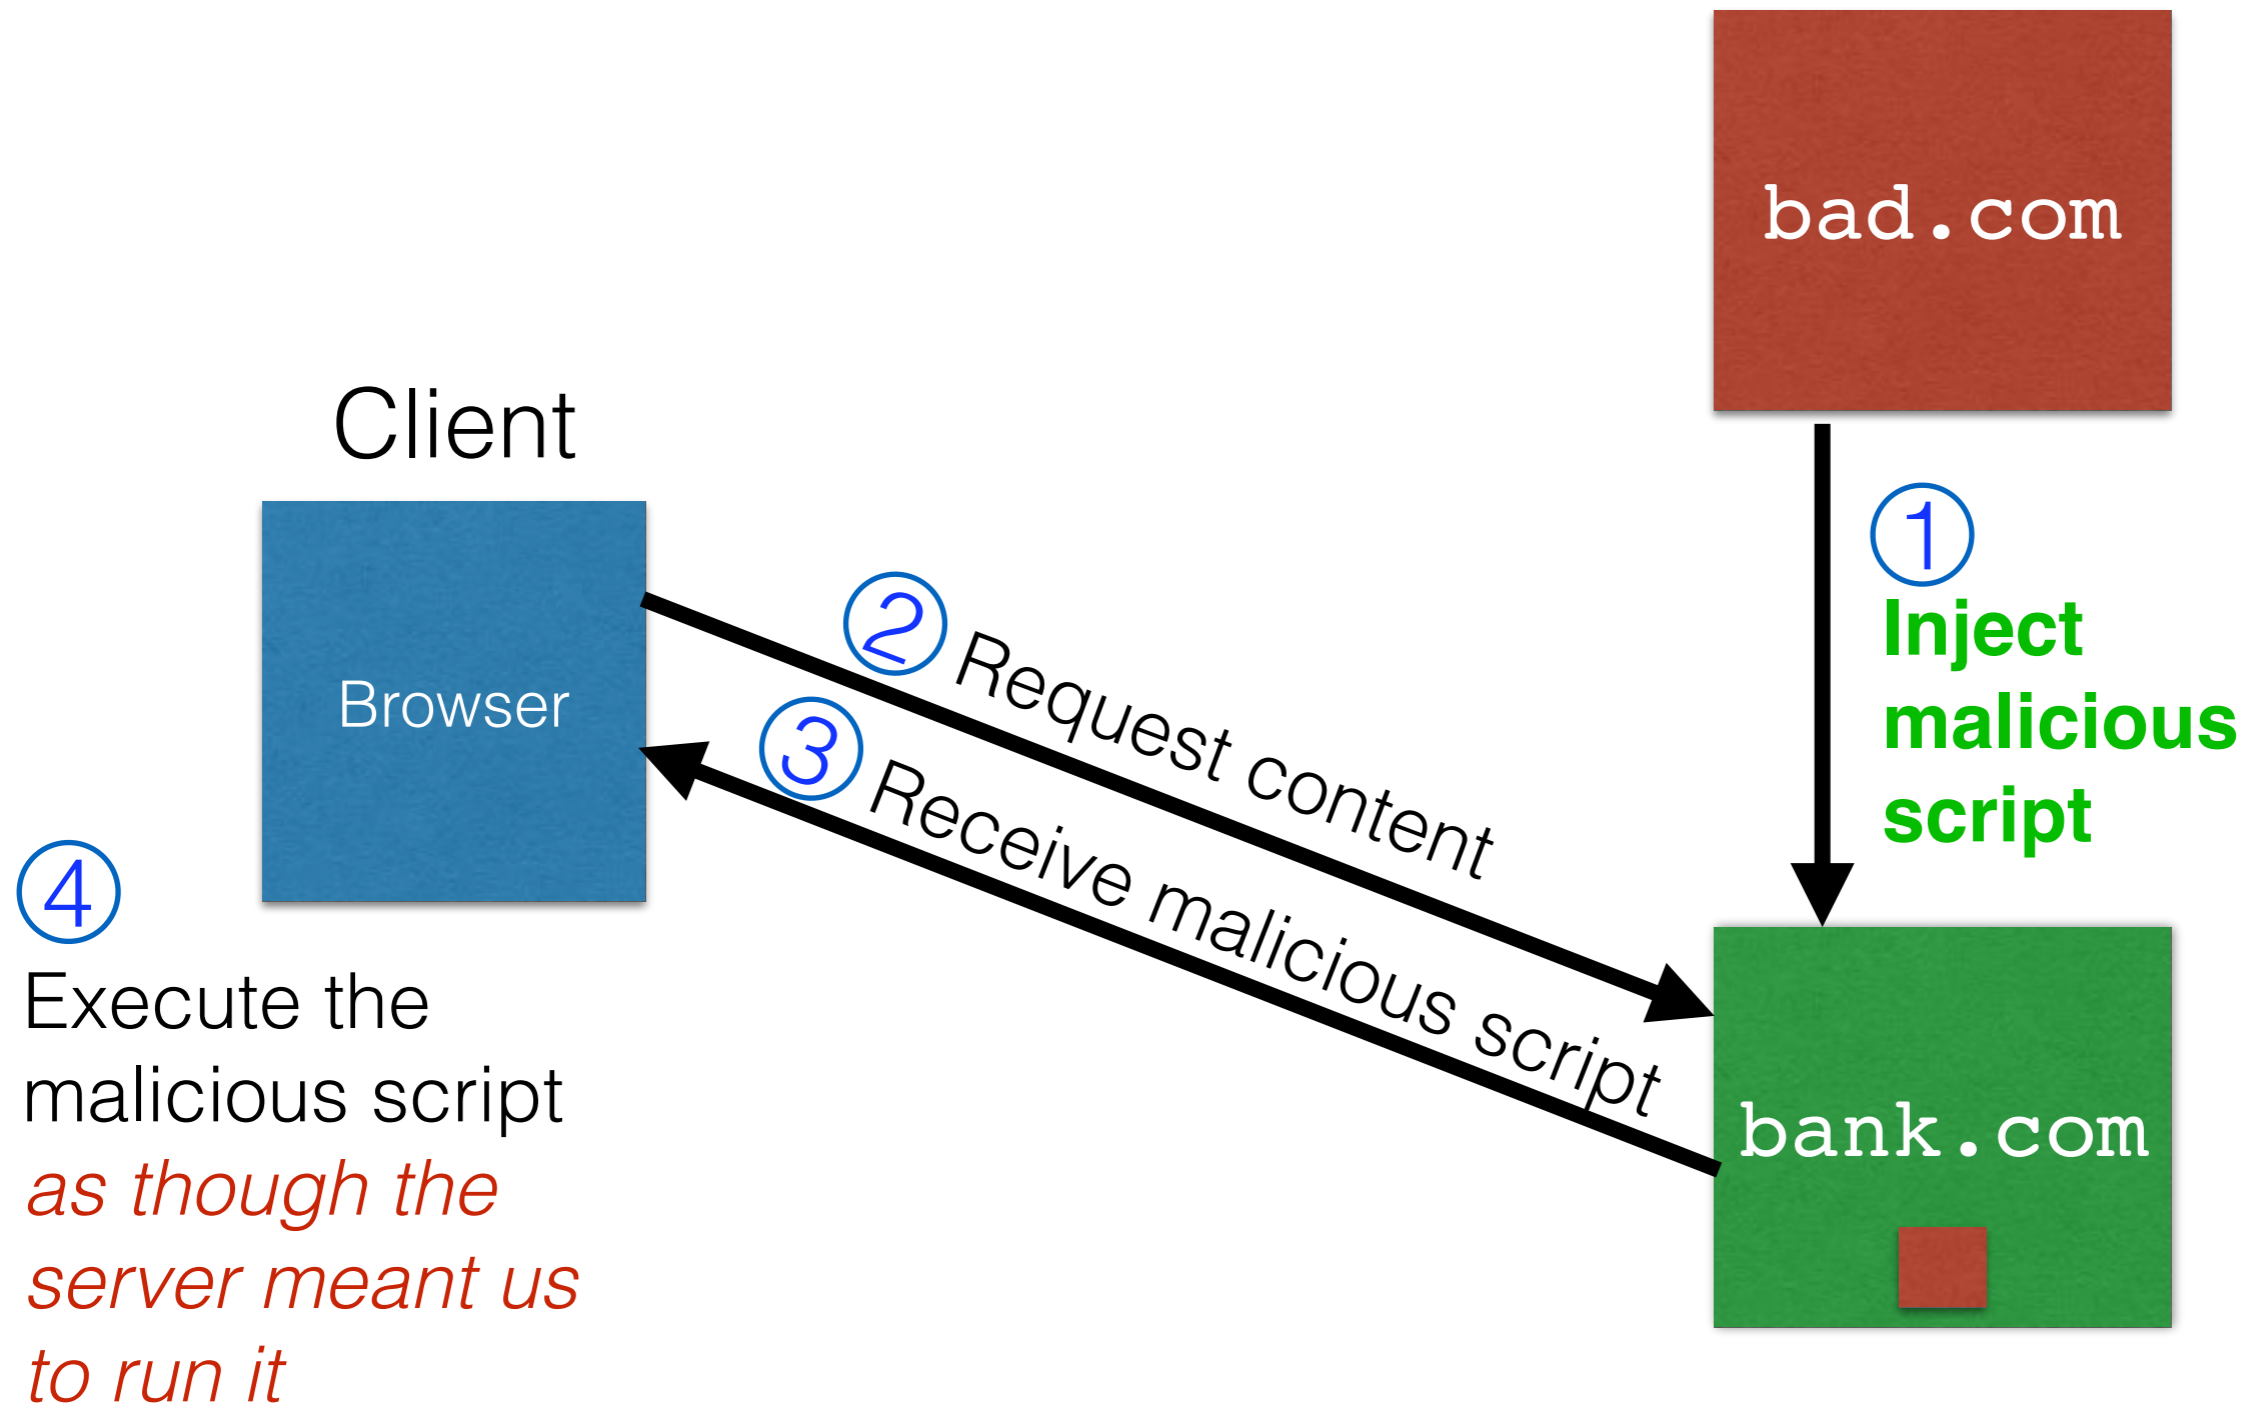 bad.com
Client
Browser
1
Inject
malicious
script
2 Request content
3 Receive malicious script
bank.com
4
Execute the
malicious script
as though the
server meant us
to run it